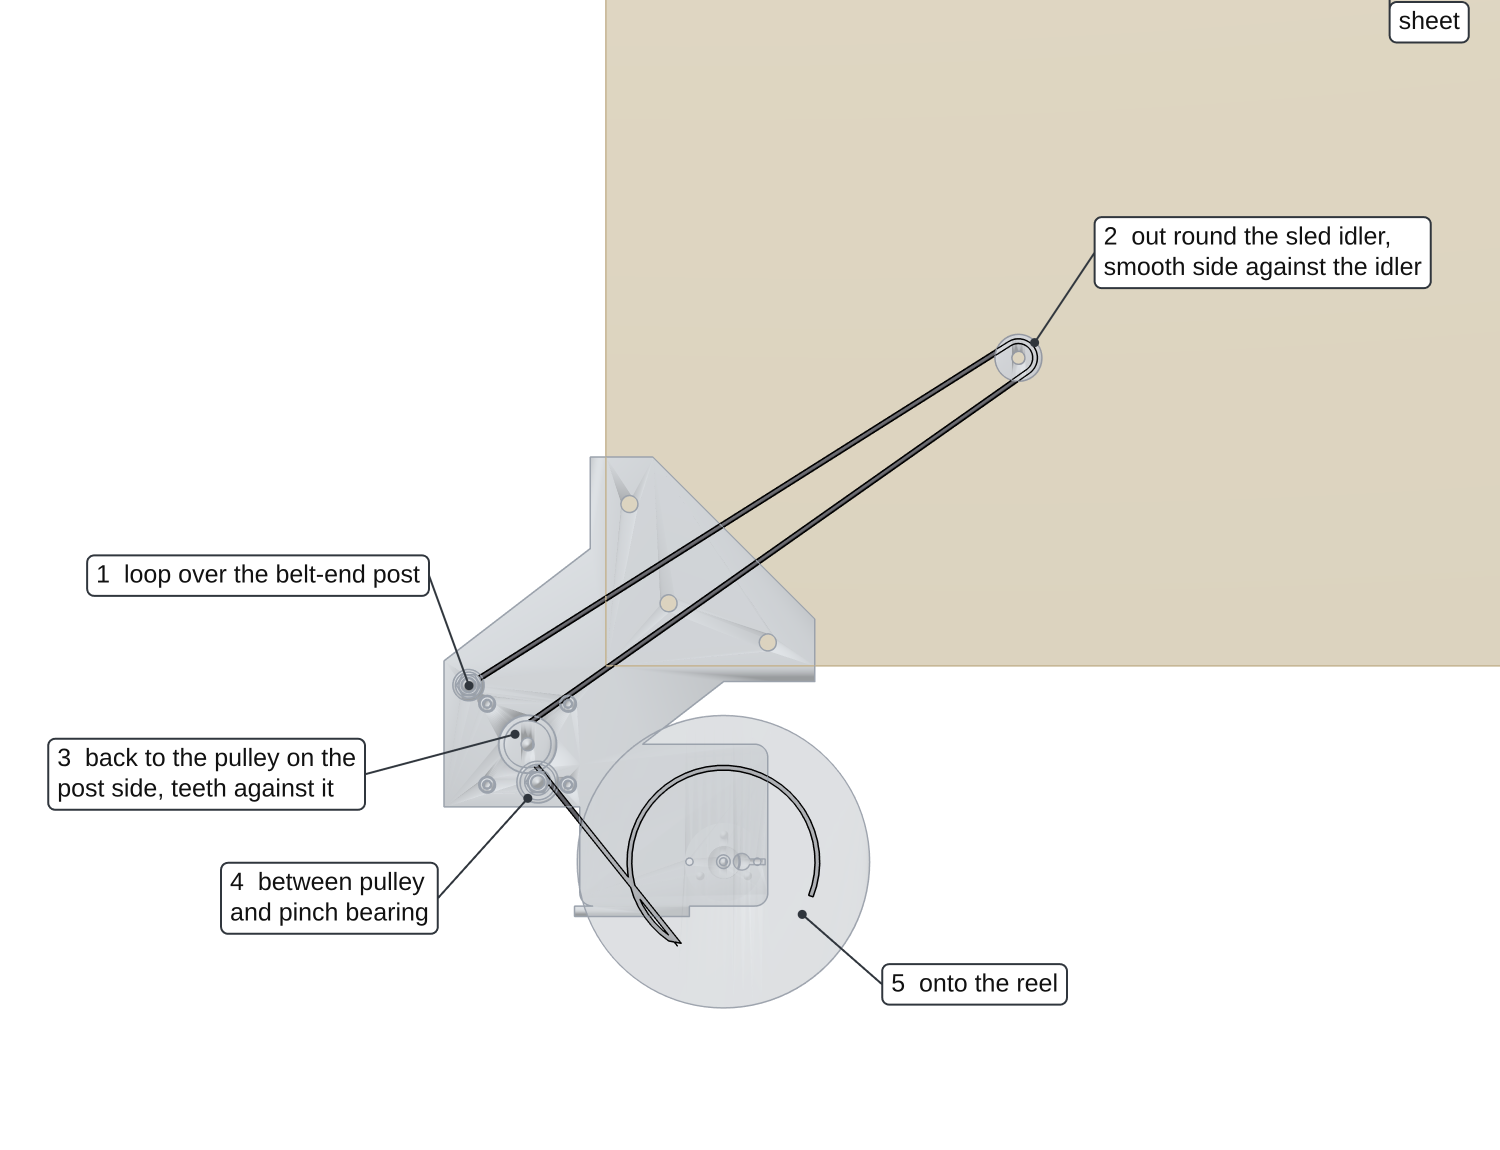 sheet
2 out round the sled idler,
smooth side against the idler
1 loop over the belt-end post
3 back to the pulley on the
post side, teeth against it
4 between pulley
and pinch bearing
5 onto the reel